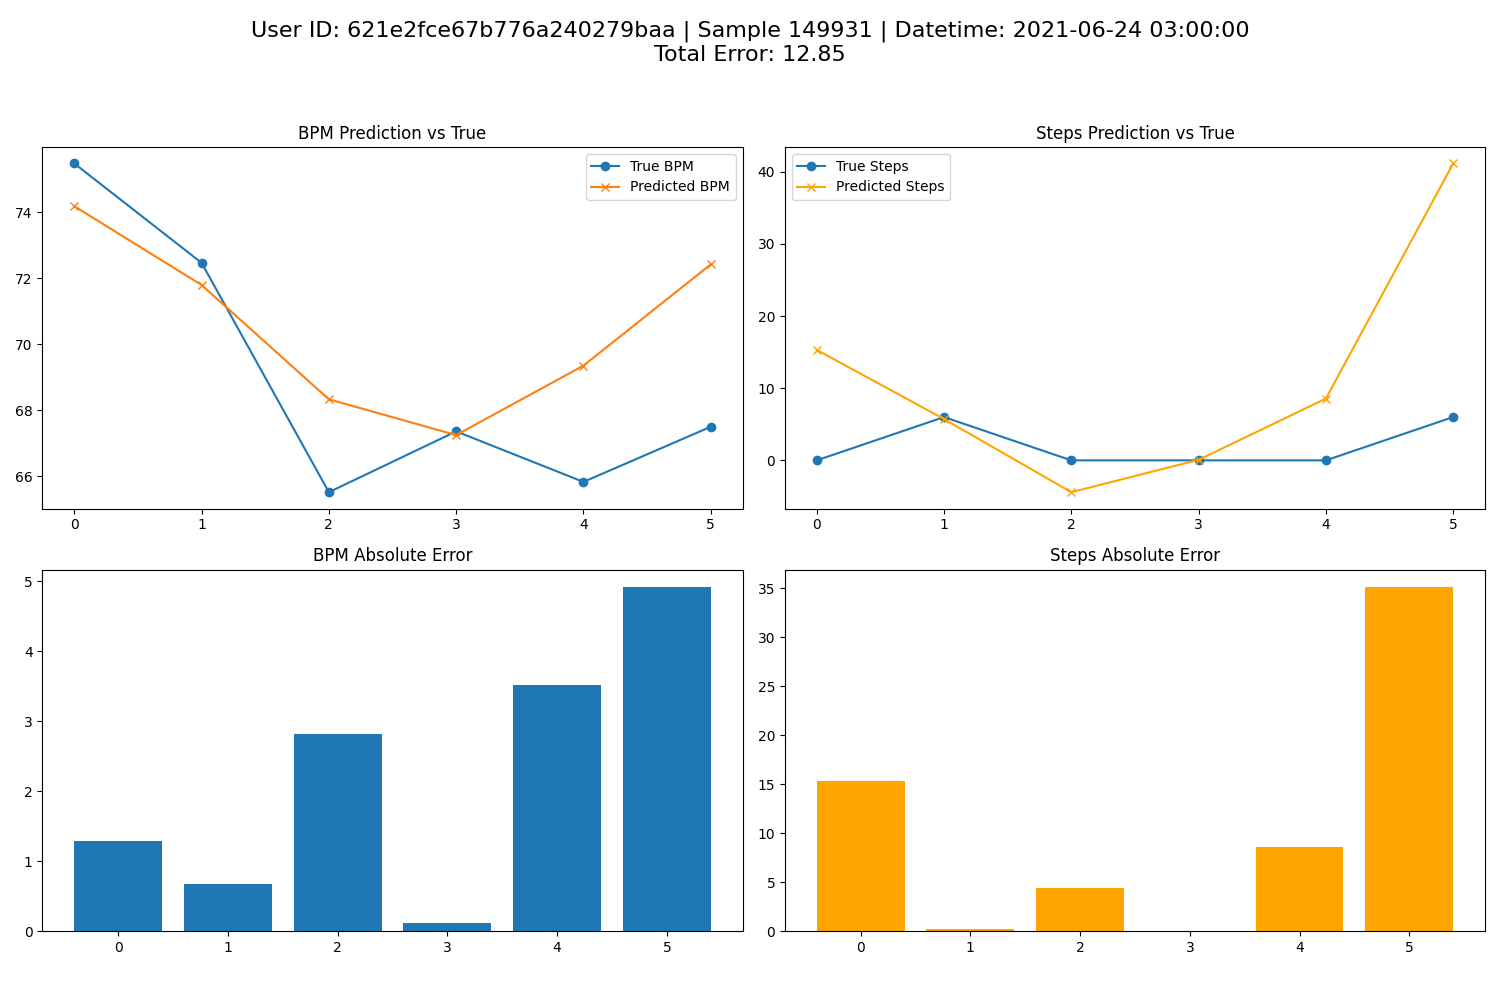 User ID: 621e2fce67b776a240279baa | Sample 149931 | Datetime: 2021-06-24 03:00:00
Total Error: 12.85
BPM Prediction vs True
True BPM
Predicted BPM
74
72
70
68
66
0 1 2 3 4 5
Steps Prediction vs True
True Steps
Predicted Steps
40
30
20
10
0
0 1 2 3 4 5
BPM Absolute Error
5
4
3
2
1
0
0 1 2 3 4 5
Steps Absolute Error
35
30
25
20
15
10
5
0
0 1 2 3 4 5